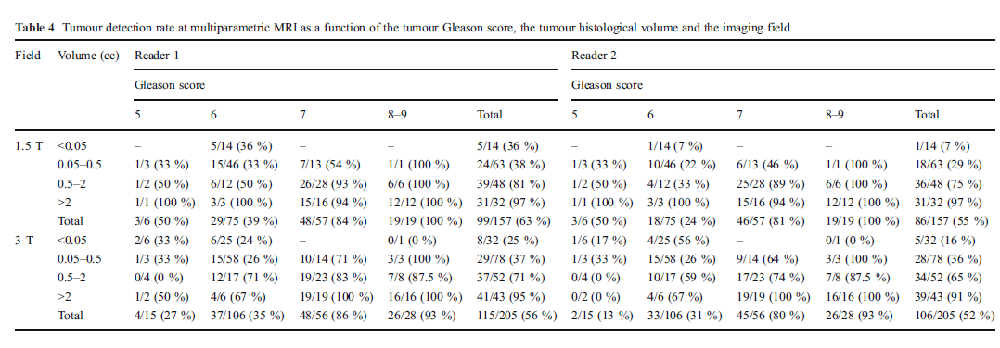 Table 4 Tumour detection rate at multiparametric MRI as a function of the tumour Gleason score, the tumour histological volume and the imaging field
Field Volume (cc) Reader 1 Reader 2
Gleason score Gleason score
5 6 7 8–9 Total 5 6 7 8–9 Total
1.5 T <0.05 – 5/14 (36 %) – – 5/14 (36 %) – 1/14 (7 %) – – 1/14 (7 %)
0.05–0.5 1/3 (33 %) 15/46 (33 %) 7/13 (54 %) 1/1 (100 %) 24/63 (38 %) 1/3 (33 %) 10/46 (22 %) 6/13 (46 %) 1/1 (100 %) 18/63 (29 %)
0.5–2 1/2 (50 %) 6/12 (50 %) 26/28 (93 %) 6/6 (100 %) 39/48 (81 %) 1/2 (50 %) 4/12 (33 %) 25/28 (89 %) 6/6 (100 %) 36/48 (75 %)
>2 1/1 (100 %) 3/3 (100 %) 15/16 (94 %) 12/12 (100 %) 31/32 (97 %) 1/1 (100 %) 3/3 (100 %) 15/16 (94 %) 12/12 (100 %) 31/32 (97 %)
Total 3/6 (50 %) 29/75 (39 %) 48/57 (84 %) 19/19 (100 %) 99/157 (63 %) 3/6 (50 %) 18/75 (24 %) 46/57 (81 %) 19/19 (100 %) 86/157 (55 %)
3 T <0.05 2/6 (33 %) 6/25 (24 %) – 0/1 (0 %) 8/32 (25 %) 1/6 (17 %) 4/25 (56 %) – 0/1 (0 %) 5/32 (16 %)
0.05–0.5 1/3 (33 %) 15/58 (26 %) 10/14 (71 %) 3/3 (100 %) 29/78 (37 %) 1/3 (33 %) 15/58 (26 %) 9/14 (64 %) 3/3 (100 %) 28/78 (36 %)
0.5–2 0/4 (0 %) 12/17 (71 %) 19/23 (83 %) 7/8 (87.5 %) 37/52 (71 %) 0/4 (0 %) 10/17 (59 %) 17/23 (74 %) 7/8 (87.5 %) 34/52 (65 %)
>2 1/2 (50 %) 4/6 (67 %) 19/19 (100 %) 16/16 (100 %) 41/43 (95 %) 0/2 (0 %) 4/6 (67 %) 19/19 (100 %) 16/16 (100 %) 39/43 (91 %)
Total 4/15 (27 %) 37/106 (35 %) 48/56 (86 %) 26/28 (93 %) 115/205 (56 %) 2/15 (13 %) 33/106 (31 %) 45/56 (80 %) 26/28 (93 %) 106/205 (52 %)